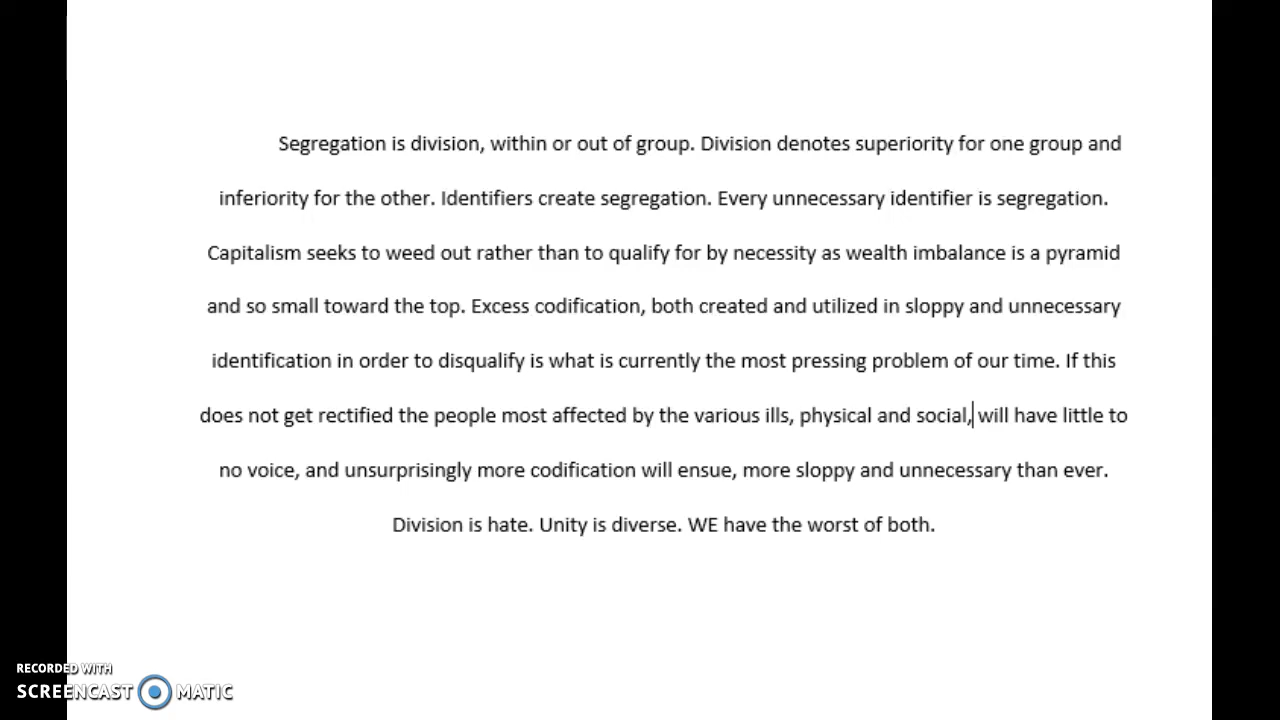 Segregation is division, within or out of group. Division denotes superiority for one group and
inferiority for the other. Identifiers create segregation. Every unnecessary identifier is segregation.
Capitalism seeks to weed out rather than to qualify for by necessity as wealth imbalance is a pyramid
and so small toward the top. Excess codification, both created and utilized in sloppy and unnecessary
identification in order to disqualify is what is currently the most pressing problem of our time. If this
does not get rectified the people most affected by the various ills, physical and social, will have little to
no voice, and unsurprisingly more codification will ensue, more sloppy and unnecessary than ever.
Division is hate. Unity is diverse. WE have the worst of both.
RECORDED WITH
SCREENCAST MATIC